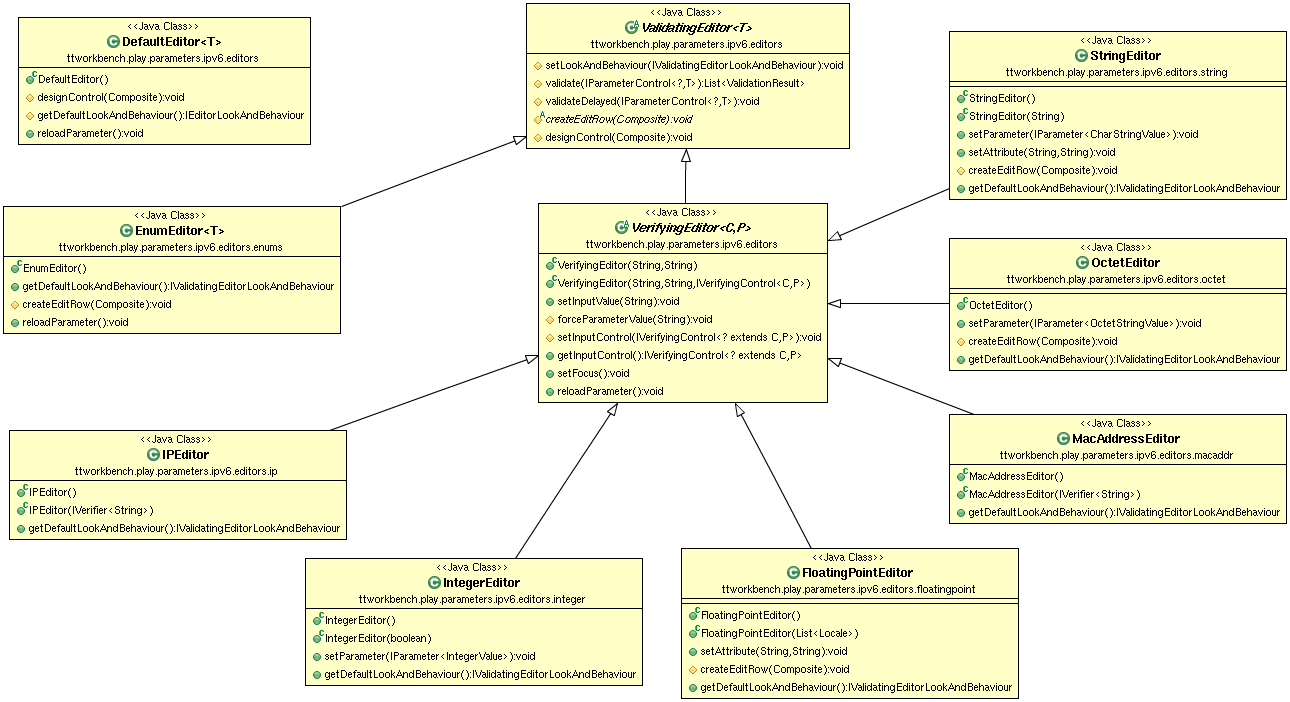 <<Java Class>>
DefaultEditor<T>
ttworkbench.play.parameters.ipv6.editors
DefaultEditor()
designControl(Composite):void
getDefaultLookAndBehaviour():IEditorLookAndBehaviour
reloadParameter():void
<<Java Class>>
ValidatingEditor<T>
ttworkbench.play.parameters.ipv6.editors
setLookAndBehaviour(IValidatingEditorLookAndBehaviour):void
validate(IParameterControl<?,T>):List<ValidationResult>
validateDelayed(IParameterControl<?,T>):void
createEditRow(Composite):void
designControl(Composite):void
<<Java Class>>
StringEditor
ttworkbench.play.parameters.ipv6.editors.string
StringEditor()
StringEditor(String)
setParameter(IParameter<CharStringValue>):void
setAttribute(String,String):void
createEditRow(Composite):void
getDefaultLookAndBehaviour():IValidatingEditorLookAndBehaviour
<<Java Class>>
EnumEditor<T>
ttworkbench.play.parameters.ipv6.editors.enums
EnumEditor()
getDefaultLookAndBehaviour():IValidatingEditorLookAndBehaviour
createEditRow(Composite):void
reloadParameter():void
<<Java Class>>
VerifyingEditor<C,P>
ttworkbench.play.parameters.ipv6.editors
VerifyingEditor(String,String)
VerifyingEditor(String,String,IVerifyingControl<C,P>)
setInputValue(String):void
forceParameterValue(String):void
setInputControl(IVerifyingControl<? extends C,P>):void
getInputControl():IVerifyingControl<? extends C,P>
setFocus():void
reloadParameter():void
<<Java Class>>
OctetEditor
ttworkbench.play.parameters.ipv6.editors.octet
OctetEditor()
setParameter(IParameter<OctetStringValue>):void
createEditRow(Composite):void
getDefaultLookAndBehaviour():IValidatingEditorLookAndBehaviour
<<Java Class>>
MacAddressEditor
ttworkbench.play.parameters.ipv6.editors.macaddr
MacAddressEditor()
MacAddressEditor(IVerifier<String>)
getDefaultLookAndBehaviour():IValidatingEditorLookAndBehaviour
<<Java Class>>
IPEditor
ttworkbench.play.parameters.ipv6.editors.ip
IPEditor()
IPEditor(IVerifier<String>)
getDefaultLookAndBehaviour():IValidatingEditorLookAndBehaviour
<<Java Class>>
IntegerEditor
ttworkbench.play.parameters.ipv6.editors.integer
IntegerEditor()
IntegerEditor(boolean)
setParameter(IParameter<IntegerValue>):void
getDefaultLookAndBehaviour():IValidatingEditorLookAndBehaviour
<<Java Class>>
FloatingPointEditor
ttworkbench.play.parameters.ipv6.editors.floatingpoint
FloatingPointEditor()
FloatingPointEditor(List<Locale>)
setAttribute(String,String):void
createEditRow(Composite):void
getDefaultLookAndBehaviour():IValidatingEditorLookAndBehaviour